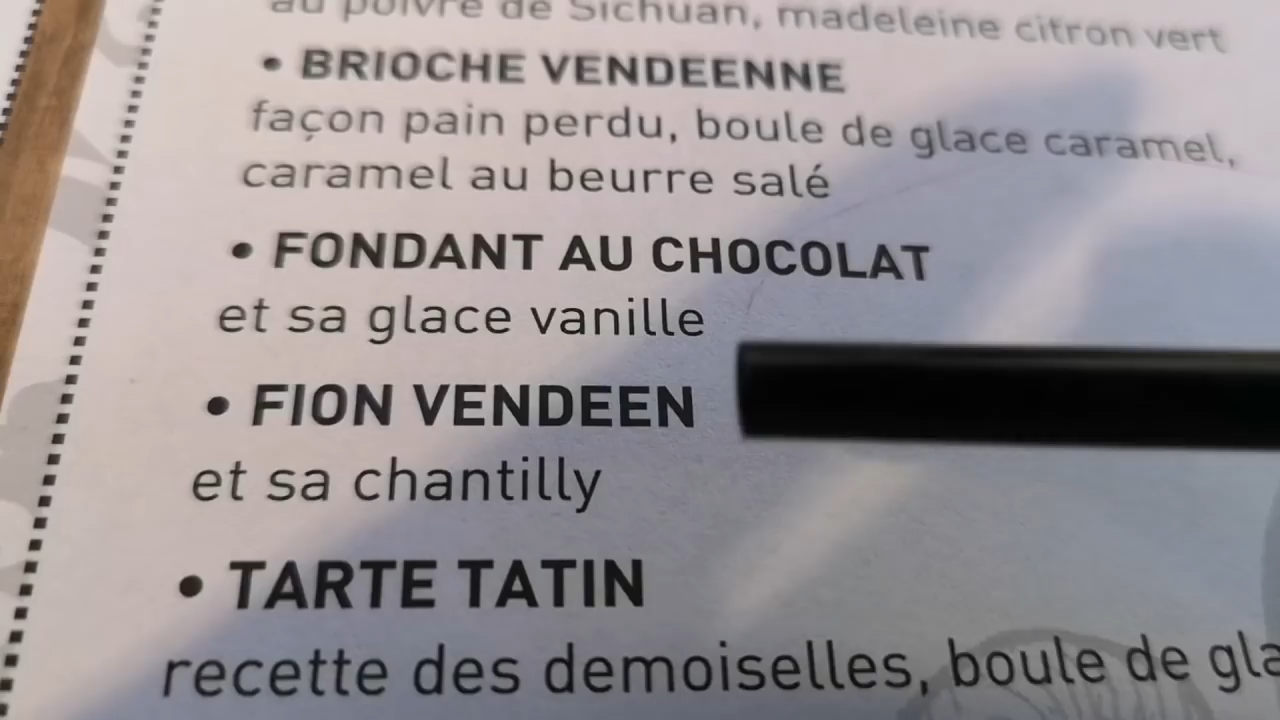 au poivre de Sichuan, madeleine citron vert
• BRIOCHE VENDEENNE
façon pain perdu, boule de glace caramel,
caramel au beurre salé
• FONDANT AU CHOCOLAT
et sa glace vanille
• FION VENDEEN
et sa chantilly
• TARTE TATIN
recette des demoiselles, boule de gla